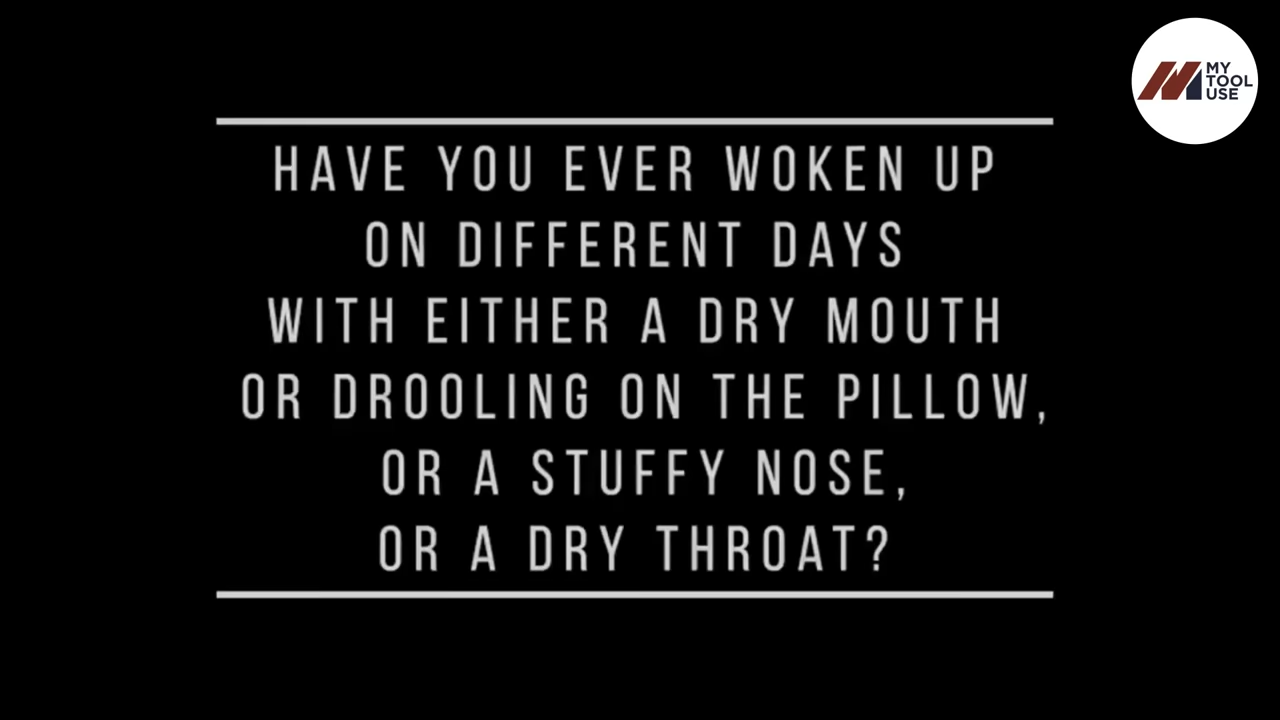 MY
TOOL
USE
HAVE YOU EVER WOKEN UP
ON DIFFERENT DAYS
WITH EITHER A DRY MOUTH
OR DROOLING ON THE PILLOW,
OR A STUFFY NOSE,
OR A DRY THROAT?